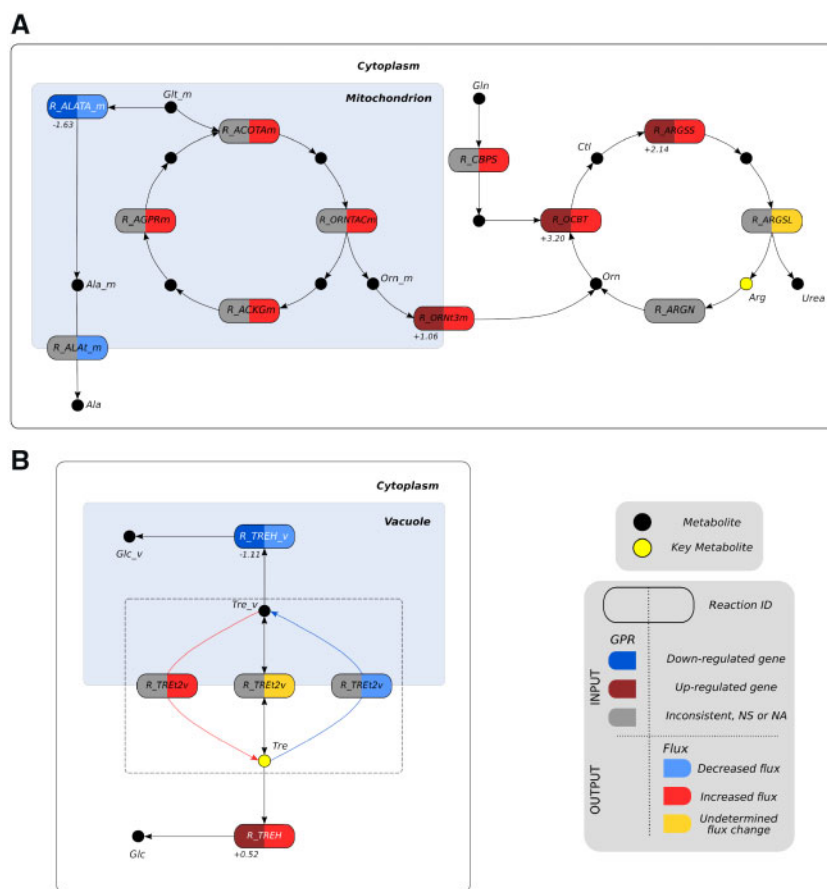 A
Cytoplasm
R_ALATA_m
-1.63
Glt_m
Mitochondrion
Gln
R_ACOTAm
R_CBPS
Ctl
R_ARGSS
+2.14
R_AGPRm
R_ORNTACm
R_OCBT
+3.20
R_ARGSL
Ala_m
Orn_m
Orn
Arg
Urea
R_ACKGm
R_ORNt3m
+1.06
R_ARGN
R_ALAt_m
Ala
B
Cytoplasm
Vacuole
R_TREH_v
-1.11
Glc_v
Tre_v
R_TREt2v
R_TREt2v
R_TREt2v
Tre
R_TREH
+0.52
Glc
Metabolite
Key Metabolite
Reaction ID
GPR
INPUT
Down-regulated gene
Up-regulated gene
Inconsistent, NS or NA
OUTPUT
Flux
Decreased flux
Increased flux
Undetermined
flux change